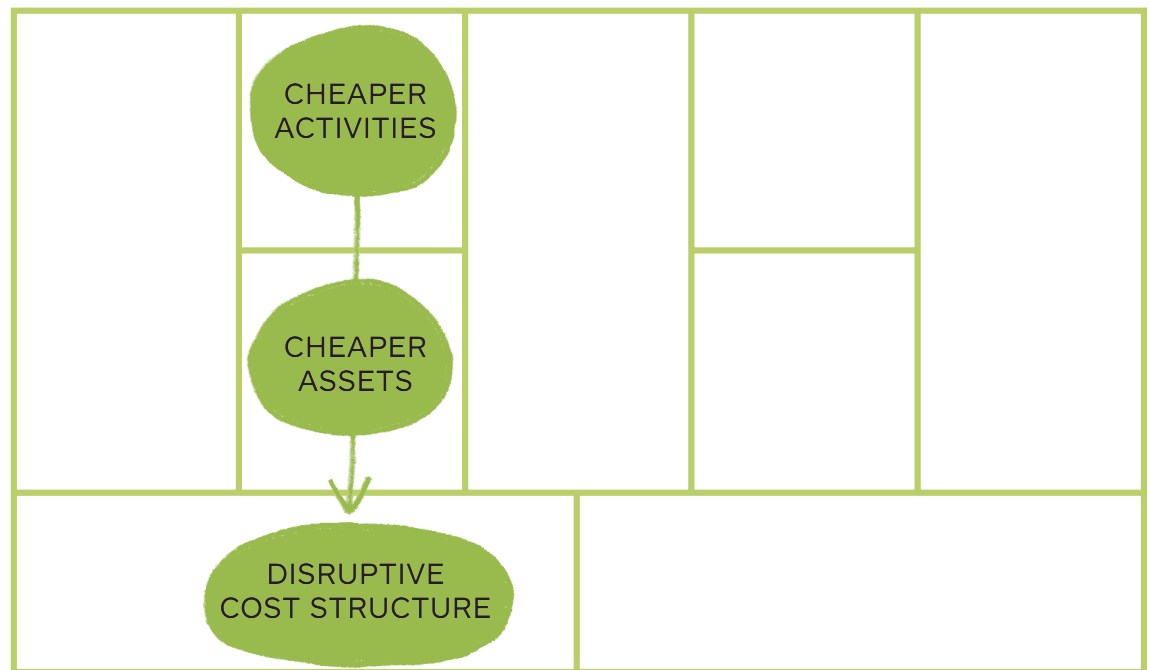 CHEAPER
ACTIVITIES
CHEAPER
ASSETS
DISRUPTIVE
COST STRUCTURE